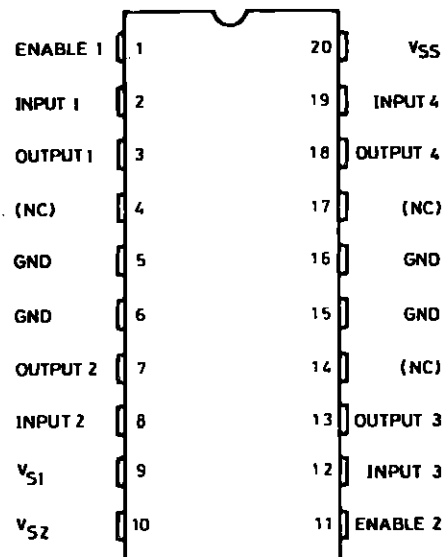 ENABLE 1 1 20 VSS
INPUT 1 2 19 INPUT 4
OUTPUT 1 3 18 OUTPUT 4
(NC) 4 17 (NC)
GND 5 16 GND
GND 6 15 GND
OUTPUT 2 7 14 (NC)
INPUT 2 8 13 OUTPUT 3
VS1 9 12 INPUT 3
VS2 10 11 ENABLE 2